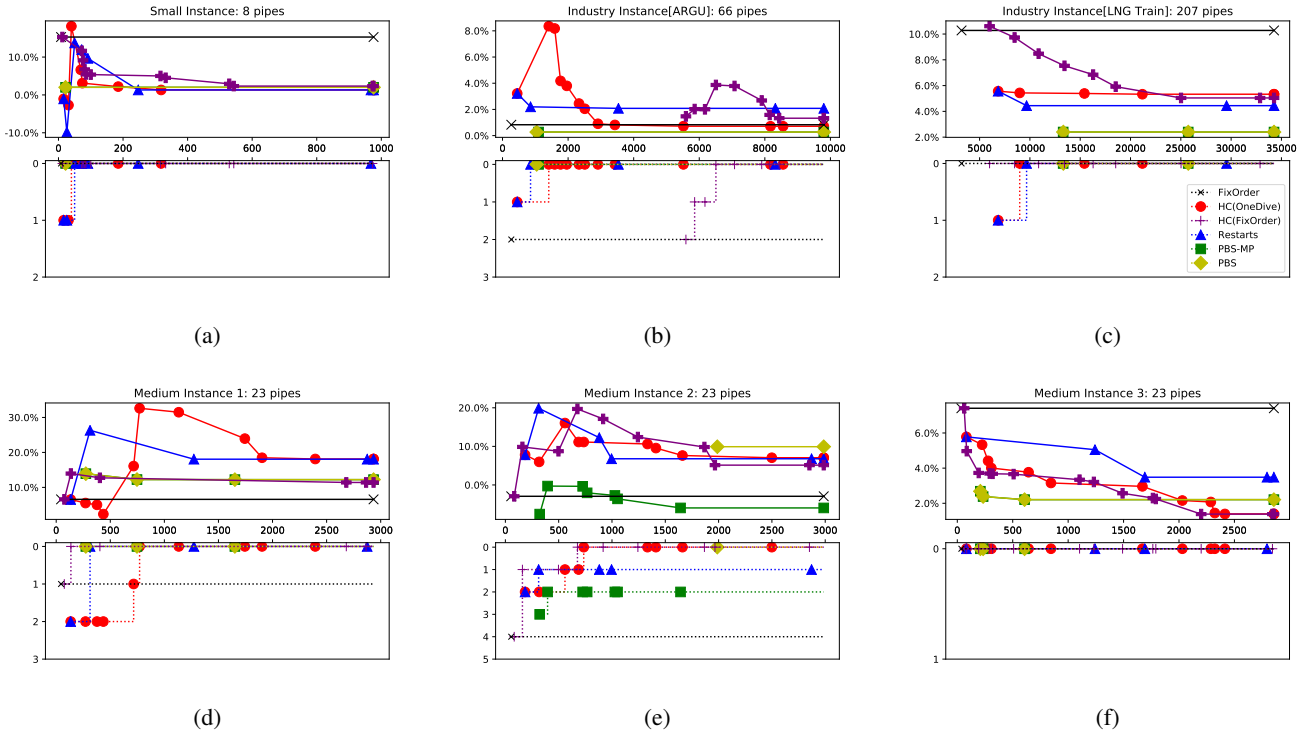 Small Instance: 8 pipes
10.0%
0.0%
-10.0%
0 200 400 600 800 1000
0
1
2
(a)
Industry Instance[ARGU]: 66 pipes
8.0%
6.0%
4.0%
2.0%
0.0%
0 2000 4000 6000 8000 10000
0
1
2
3
(b)
Industry Instance[LNG Train]: 207 pipes
10.0%
8.0%
6.0%
4.0%
2.0%
5000 10000 15000 20000 25000 30000 35000
0
1
2
FixOrder
HC(OneDive)
HC(FixOrder)
Restarts
PBS-MP
PBS
(c)
Medium Instance 1: 23 pipes
30.0%
20.0%
10.0%
0 500 1000 1500 2000 2500 3000
0
1
2
3
(d)
Medium Instance 2: 23 pipes
20.0%
10.0%
0.0%
0 500 1000 1500 2000 2500 3000
0
1
2
3
4
5
(e)
Medium Instance 3: 23 pipes
6.0%
4.0%
2.0%
0 500 1000 1500 2000 2500
0
1
(f)